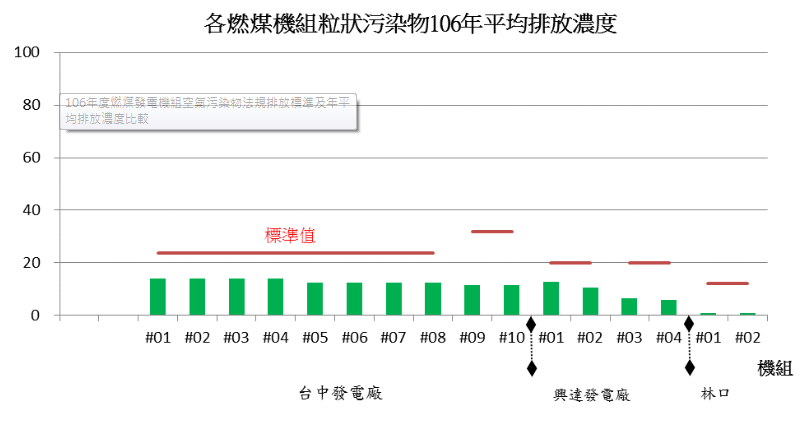 各燃煤機組粒狀污染物106年平均排放濃度
100
80
106年度燃煤發電機組空氣污染物法規排放標準及年平
均排放濃度比較
60
40
標準值
20
0
#01 #02 #03 #04 #05 #06 #07 #08 #09 #10 #01 #02 #03 #04 #01 #02
機組
台中發電廠 興達發電廠 林口